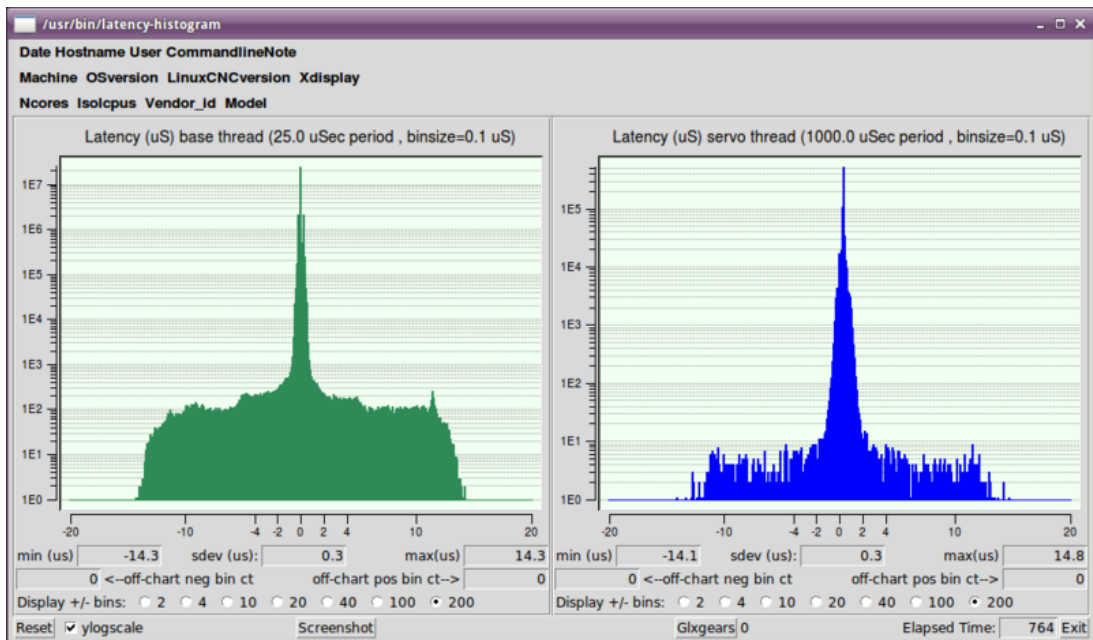 /usr/bin/latency-histogram
Date Hostname User CommandlineNote
Machine OSversion LinuxCNCversion Xdisplay
Ncores Isolcpus Vendor_id Model
Latency (uS) base thread (25.0 uSec period , binsize=0.1 uS)
1E7
1E6
1E5
1E4
1E3
1E2
1E1
1E0
-20 -10 -4 -2 0 2 4 10 20
min (us) -14.3 sdev (us): 0.3 max(us) 14.3
0 <--off-chart neg bin ct off-chart pos bin ct--> 0
Display +/- bins: 2 4 10 20 40 100 200
Latency (uS) servo thread (1000.0 uSec period , binsize=0.1 uS)
1E5
1E4
1E3
1E2
1E1
1E0
-20 -10 -4 -2 0 2 4 10 20
min (us) -14.1 sdev (us): 0.3 max(us) 14.8
0 <--off-chart neg bin ct off-chart pos bin ct--> 0
Display +/- bins: 2 4 10 20 40 100 200
Reset ylogscale Screenshot Glxgears 0 Elapsed Time: 764 Exit